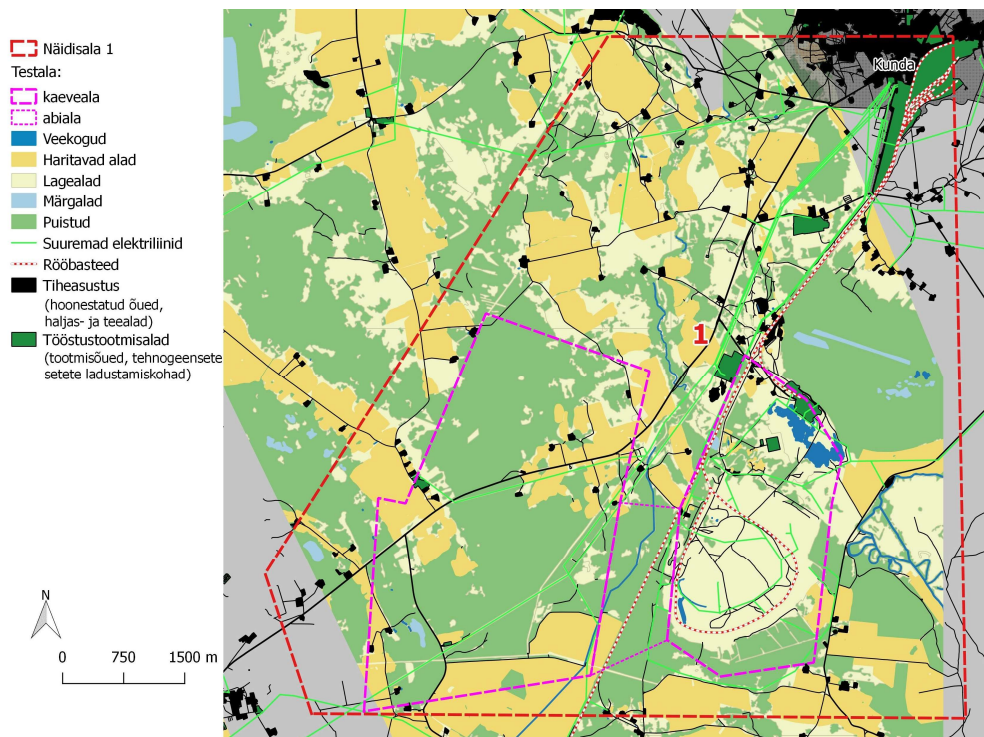 Näidisala 1
Testala:
kaeveala
abiala
Veekogud
Haritavad alad
Lagealad
Märgalad
Puistud
Suuremad elektriliinid
Rööbasteed
Tiheasustus
(hoonestatud õued,
haljas- ja teealad)
Tööstustootmisalad
(tootmisõued, tehnogeensete
setete ladustamiskohad)
N
0 750 1500 m
Kunda
1